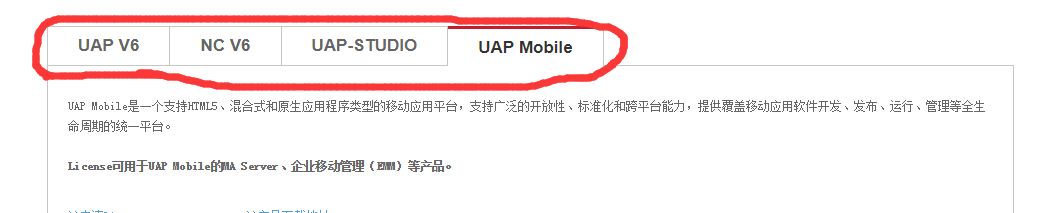 UAP V6 NC V6 UAP-STUDIO UAP Mobile
UAP Mobile是一个支持HTML5、混合式和原生应用程序类型的移动应用平台，支持广泛的开放性、标准化和跨平台能力，提供覆盖移动应用软件开发、发布、运行、管理等全生
命周期的统一平台。
License可用于UAP Mobile的MA Server、企业移动管理（EMM）等产品。